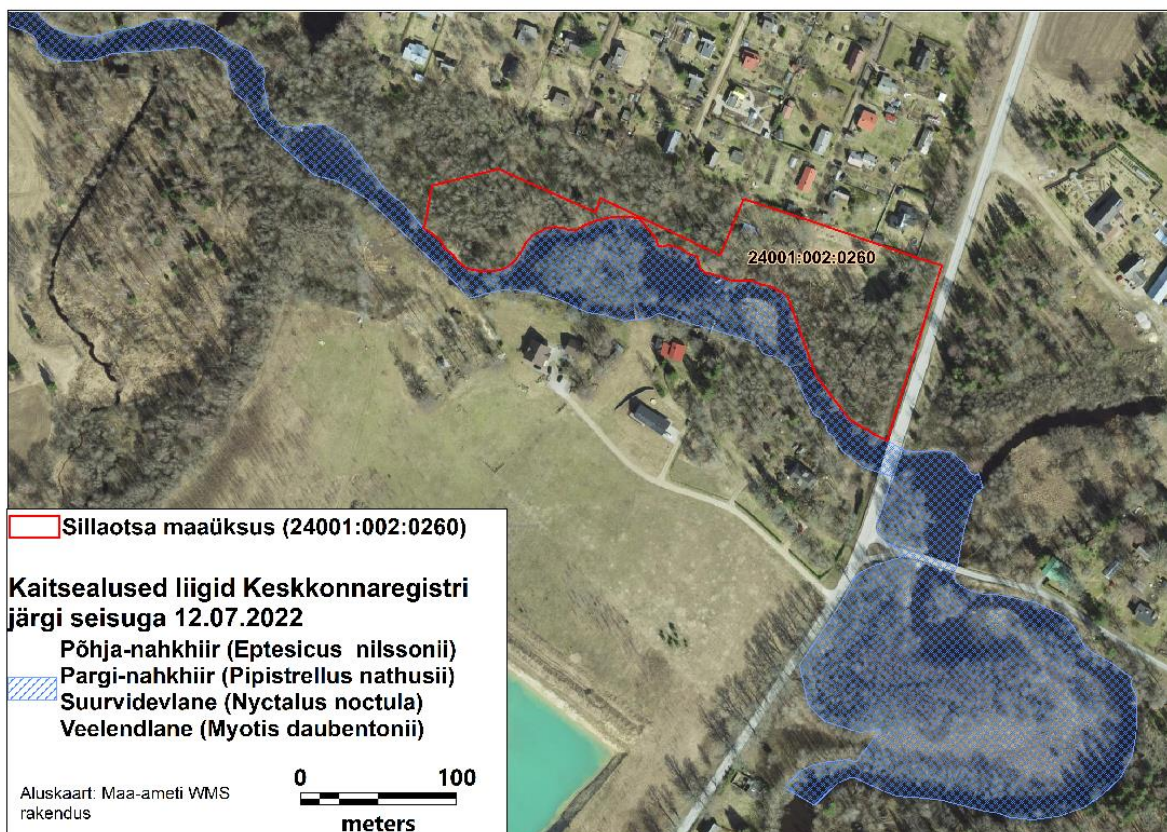 24001:002:0260
Sillaotsa maaüksus (24001:002:0260)
Kaitsealused liigid Keskkonnaregistri
järgi seisuga 12.07.2022
Põhja-nahkhiir (Eptesicus nilssonii)
Pargi-nahkhiir (Pipistrellus nathusii)
Suurvidevlane (Nyctalus noctula)
Veelendlane (Myotis daubentonii)
Aluskaart: Maa-ameti WMS
rakendus
0 100
meters